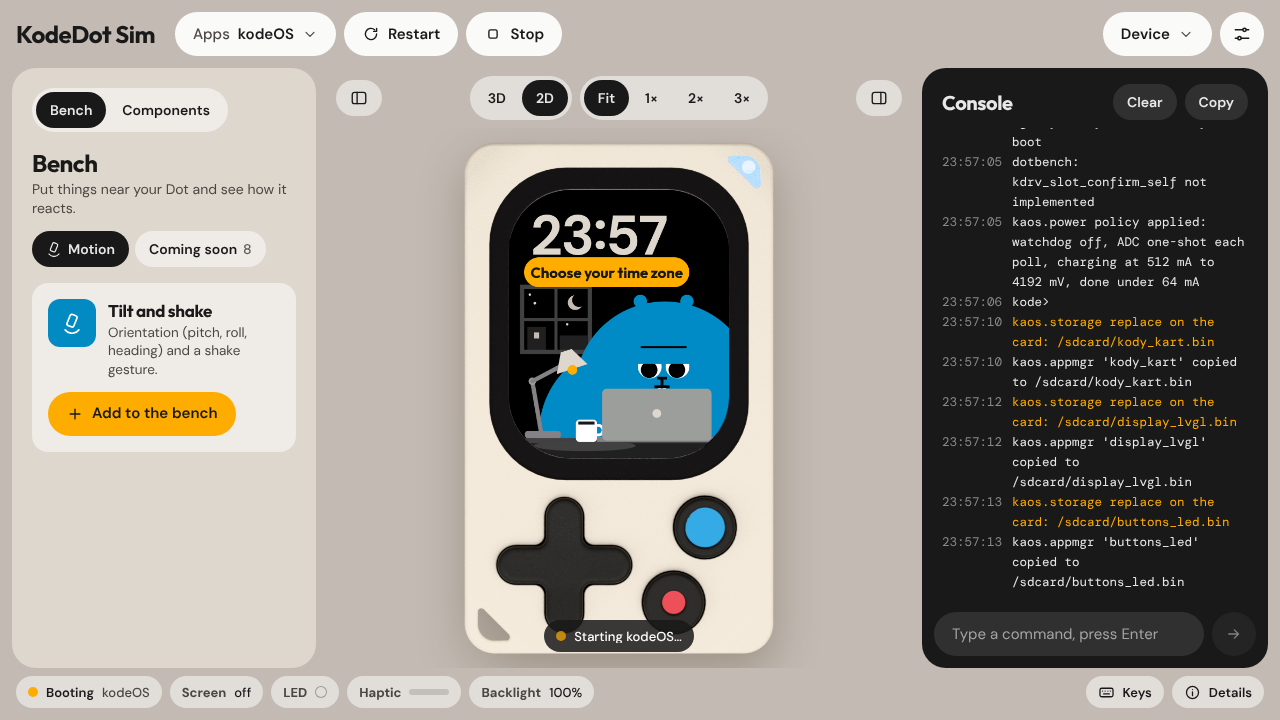 KodeDot Sim
Apps kodeOS
Restart
Stop
Device
Bench
Components
Bench
Put things near your Dot and see how it
reacts.
Motion
Coming soon 8
Tilt and shake
Orientation (pitch, roll,
heading) and a shake
gesture.
Add to the bench
3D
2D
Fit
1×
2×
3×
23:57
Choose your time zone
Starting kodeOS...
Console
Clear
Copy
boot
23:57:05 dotbench:
kdrv_slot_confirm_self not
implemented
23:57:05 kaos.power policy applied:
watchdog off, ADC one-shot each
poll, charging at 512 mA to
4192 mV, done under 64 mA
23:57:06 kode>
23:57:10 kaos.storage replace on the
card: /sdcard/kody_kart.bin
23:57:10 kaos.appmgr 'kody_kart' copied
to /sdcard/kody_kart.bin
23:57:12 kaos.storage replace on the
card: /sdcard/display_lvgl.bin
23:57:12 kaos.appmgr 'display_lvgl'
copied to
/sdcard/display_lvgl.bin
23:57:13 kaos.storage replace on the
card: /sdcard/buttons_led.bin
23:57:13 kaos.appmgr 'buttons_led'
copied to
/sdcard/buttons_led.bin
Type a command, press Enter
Booting kodeOS
Screen off
LED
Haptic
Backlight 100%
Keys
Details